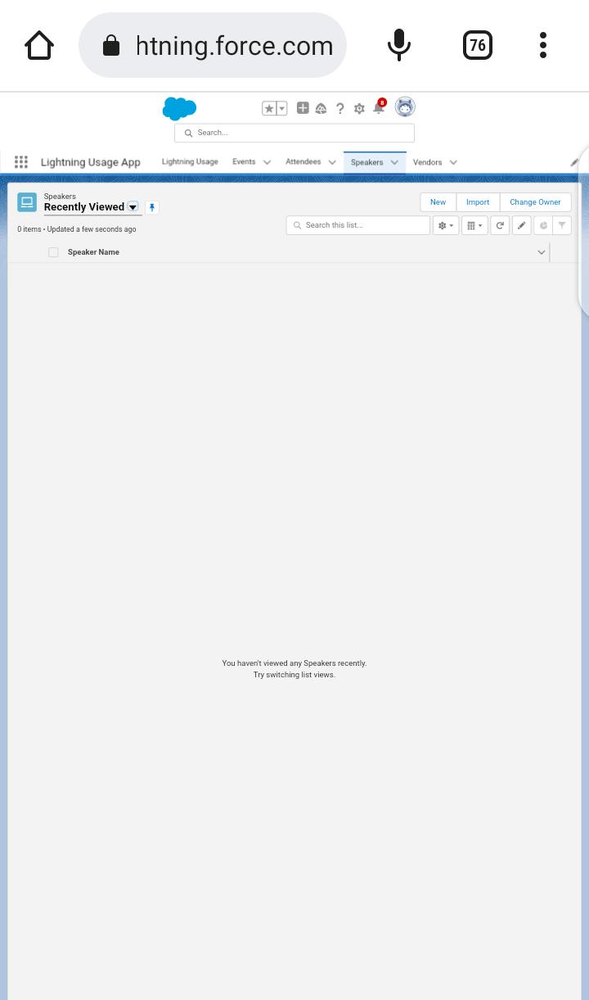 htning.force.com 76
8
Search...
Lightning Usage App Lightning Usage Events Attendees Speakers Vendors
Speakers
Recently Viewed New Import Change Owner
0 items • Updated a few seconds ago Search this list...
Speaker Name
You haven't viewed any Speakers recently.
Try switching list views.